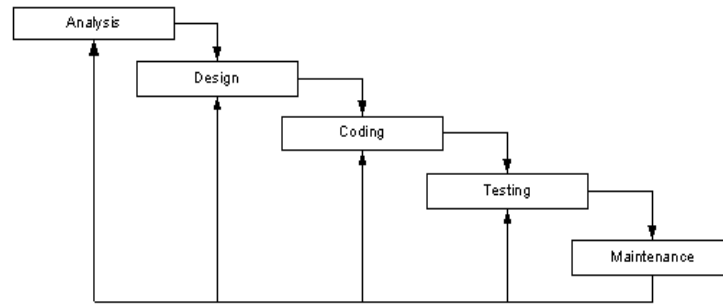 Analysis
Design
Coding
Testing
Maintenance